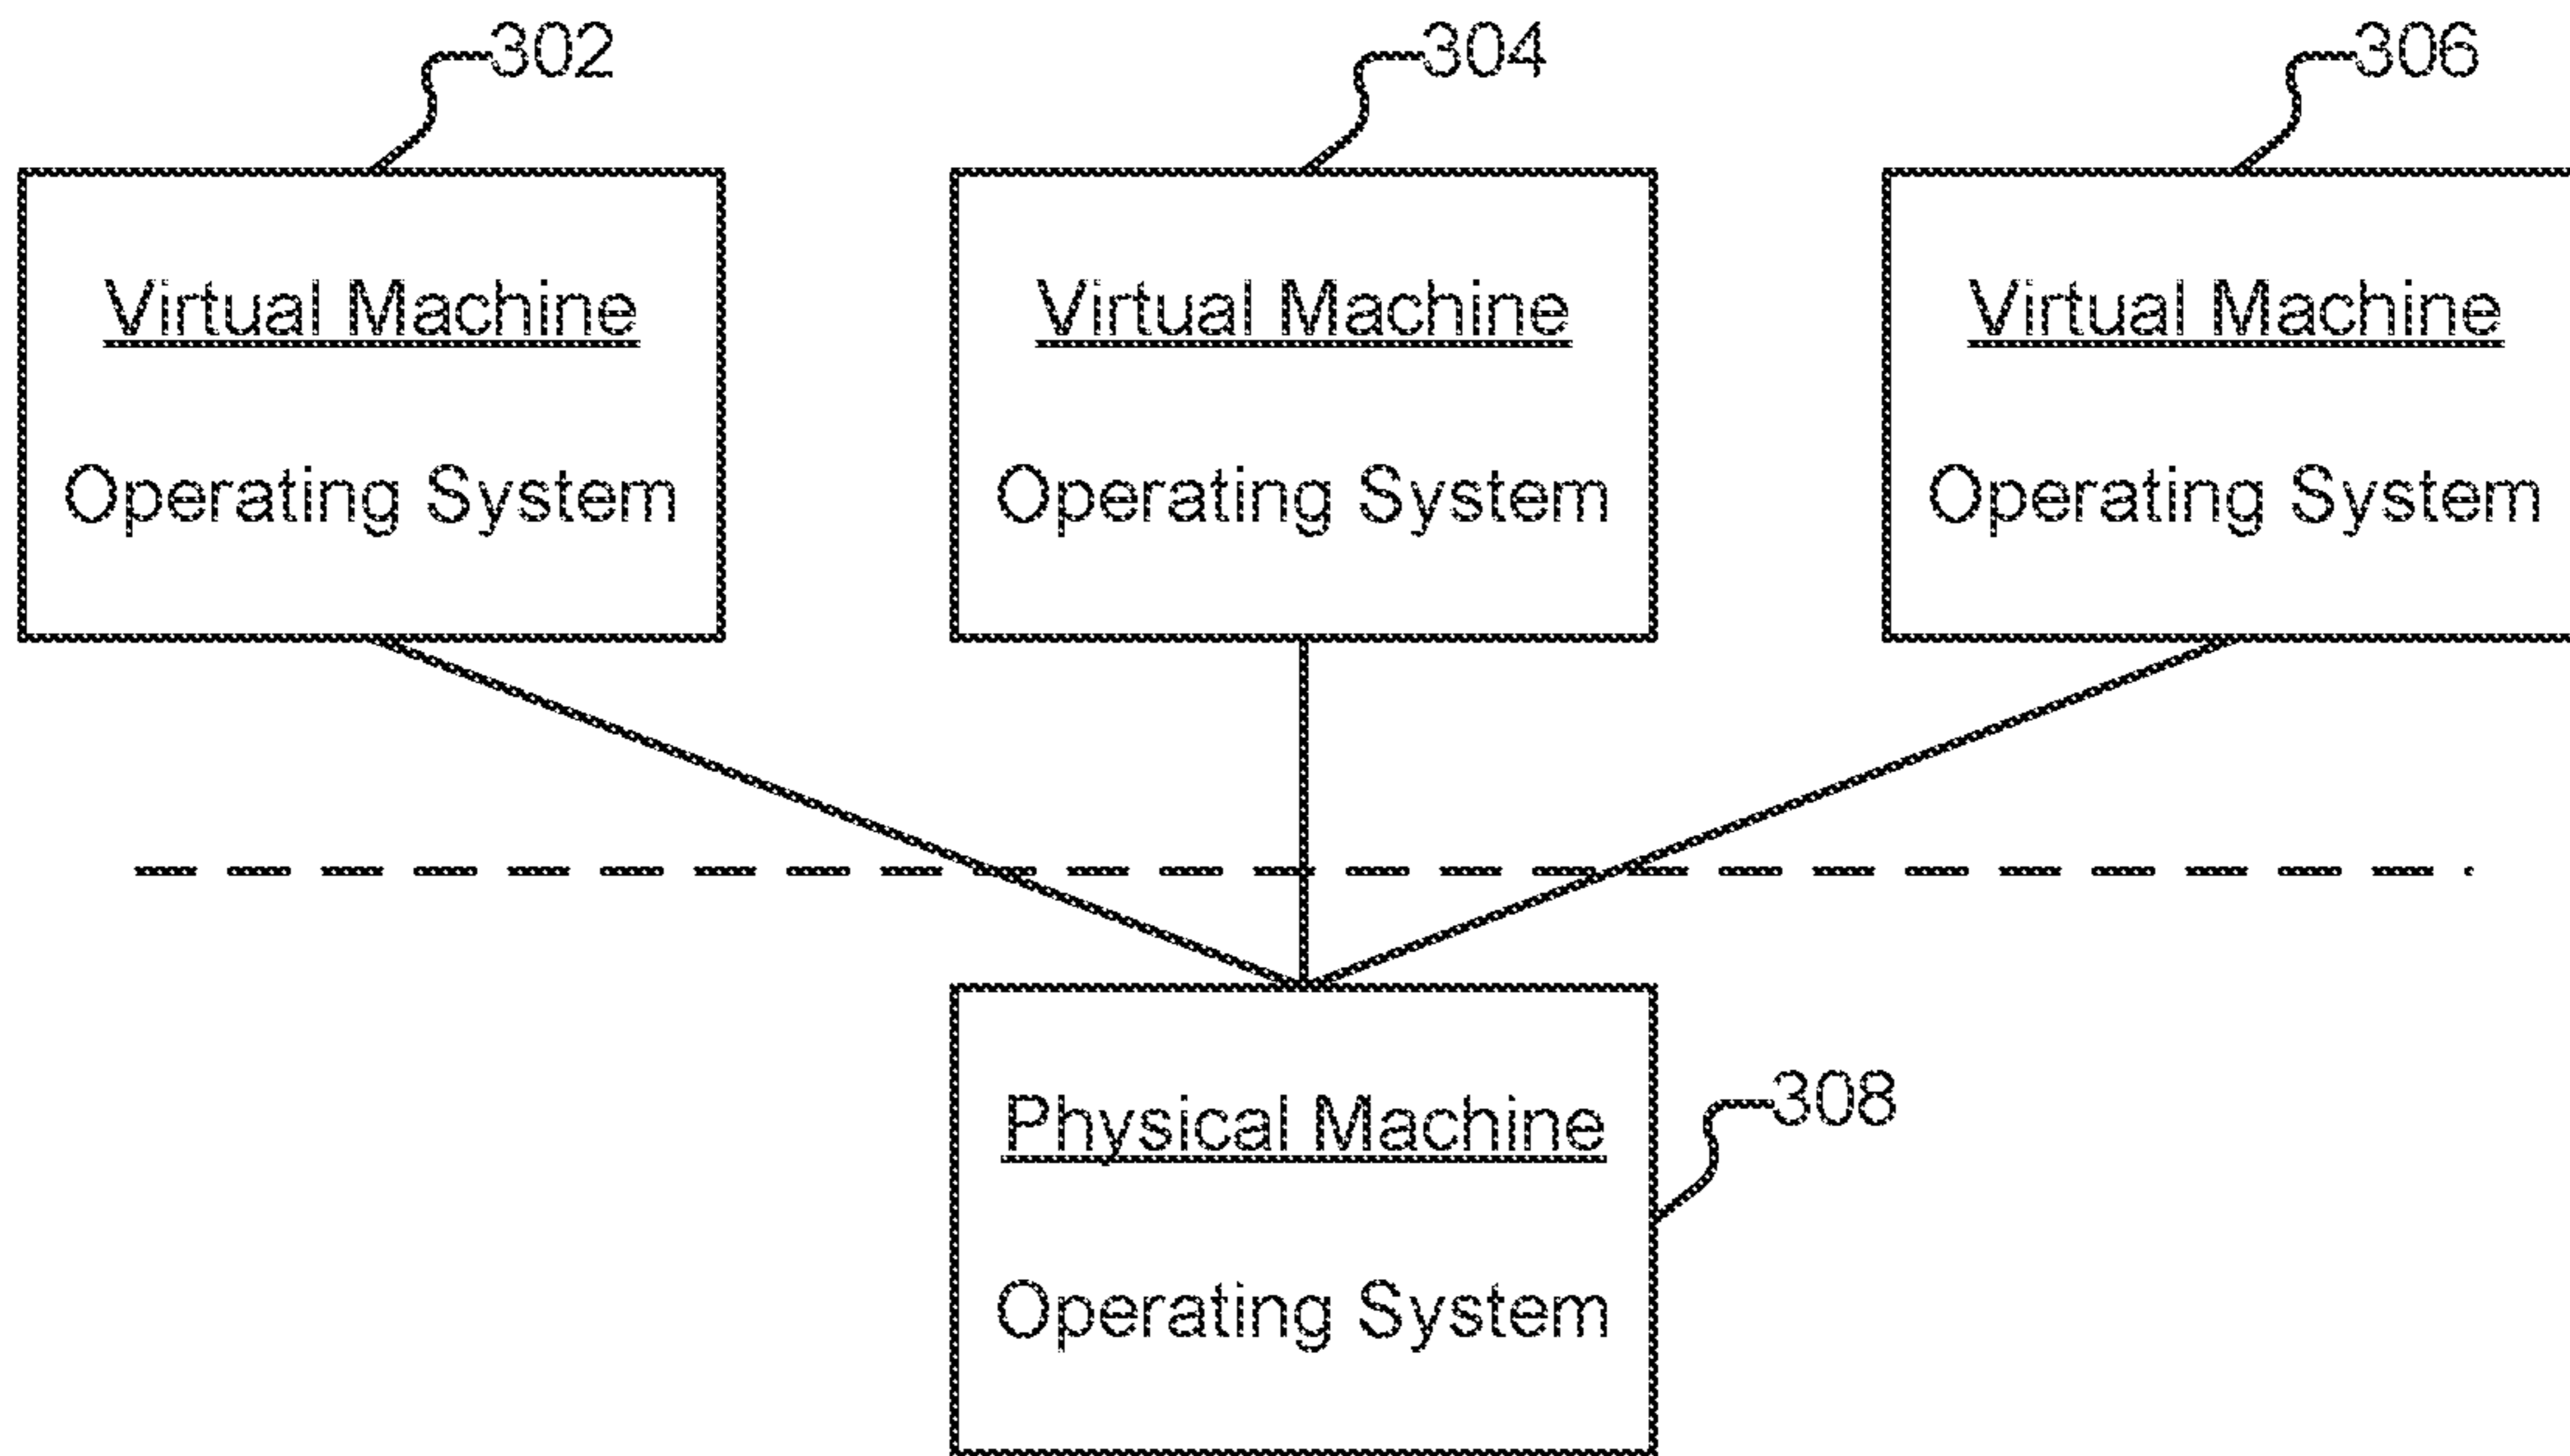 302
304
306
Virtual Machine
Operating System
Virtual Machine
Operating System
Virtual Machine
Operating System
Physical Machine
Operating System
308